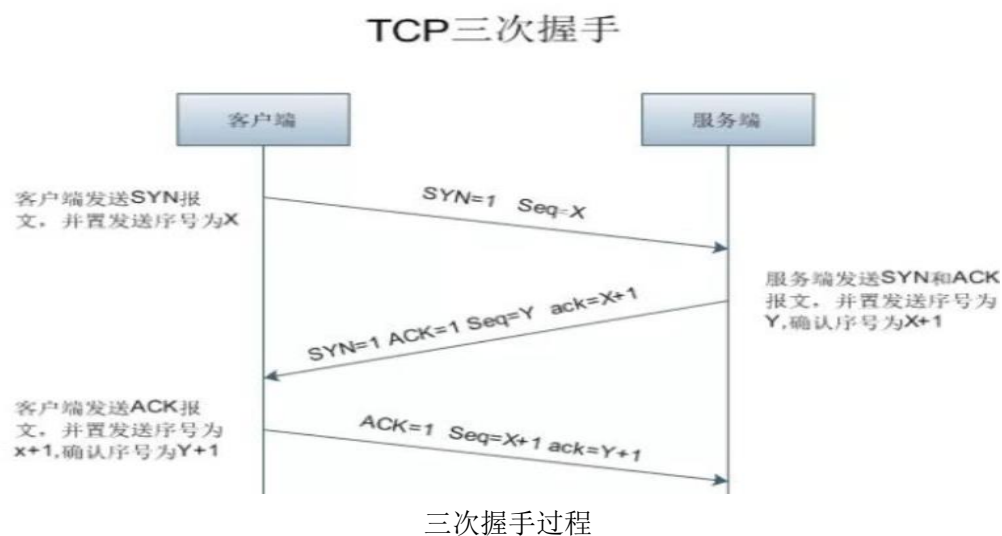 TCP三次握手
客户端
服务端
客户端发送SYN报
文，并置发送序号为X
SYN=1 Seq=X
服务端发送SYN和ACK
报文，并置发送序号为
Y,确认序号为X+1
SYN=1 ACK=1 Seq=Y ack=X+1
客户端发送ACK报
文，并置发送序号为
x+1,确认序号为Y+1
ACK=1 Seq=X+1 ack=Y+1
三次握手过程